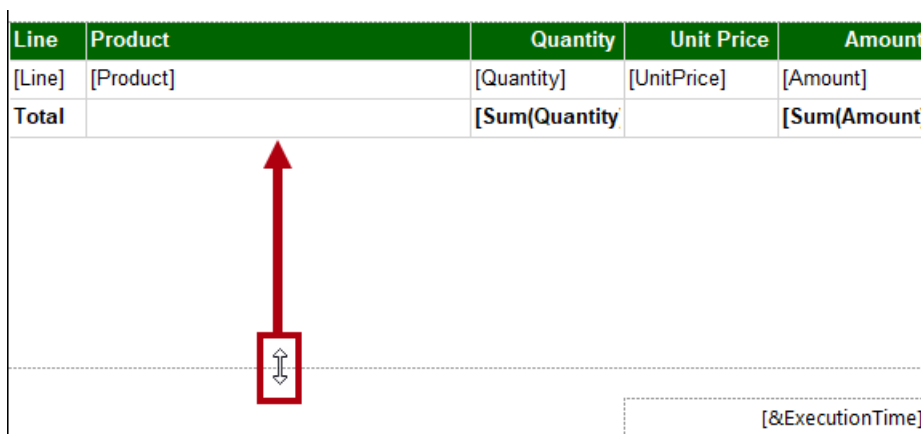 Line Product Quantity Unit Price Amount
[Line] [Product] [Quantity] [UnitPrice] [Amount]
Total [Sum(Quantity [Sum(Amount
[&ExecutionTime]